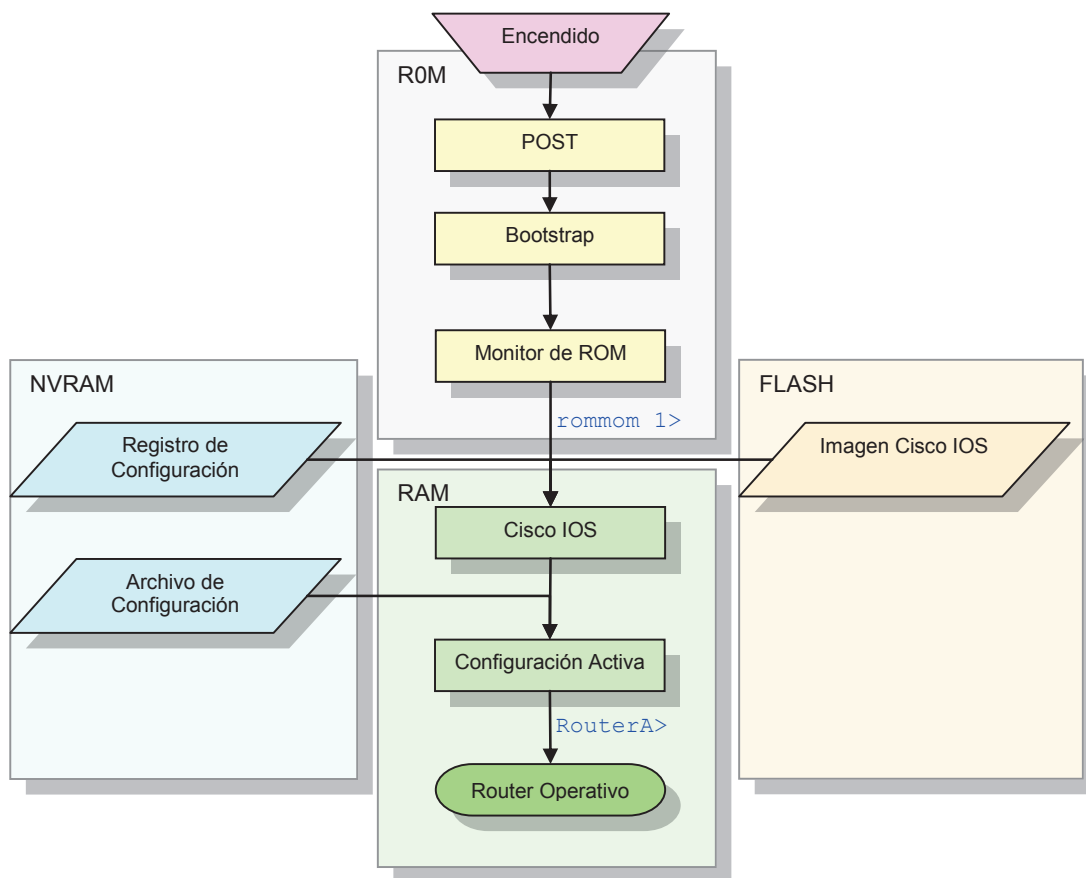 Encendido
R0M
POST
Bootstrap
Monitor de ROM
rommom 1>
NVRAM
Registro de
Configuración
Archivo de
Configuración
FLASH
Imagen Cisco IOS
RAM
Cisco IOS
Configuración Activa
RouterA>
Router Operativo